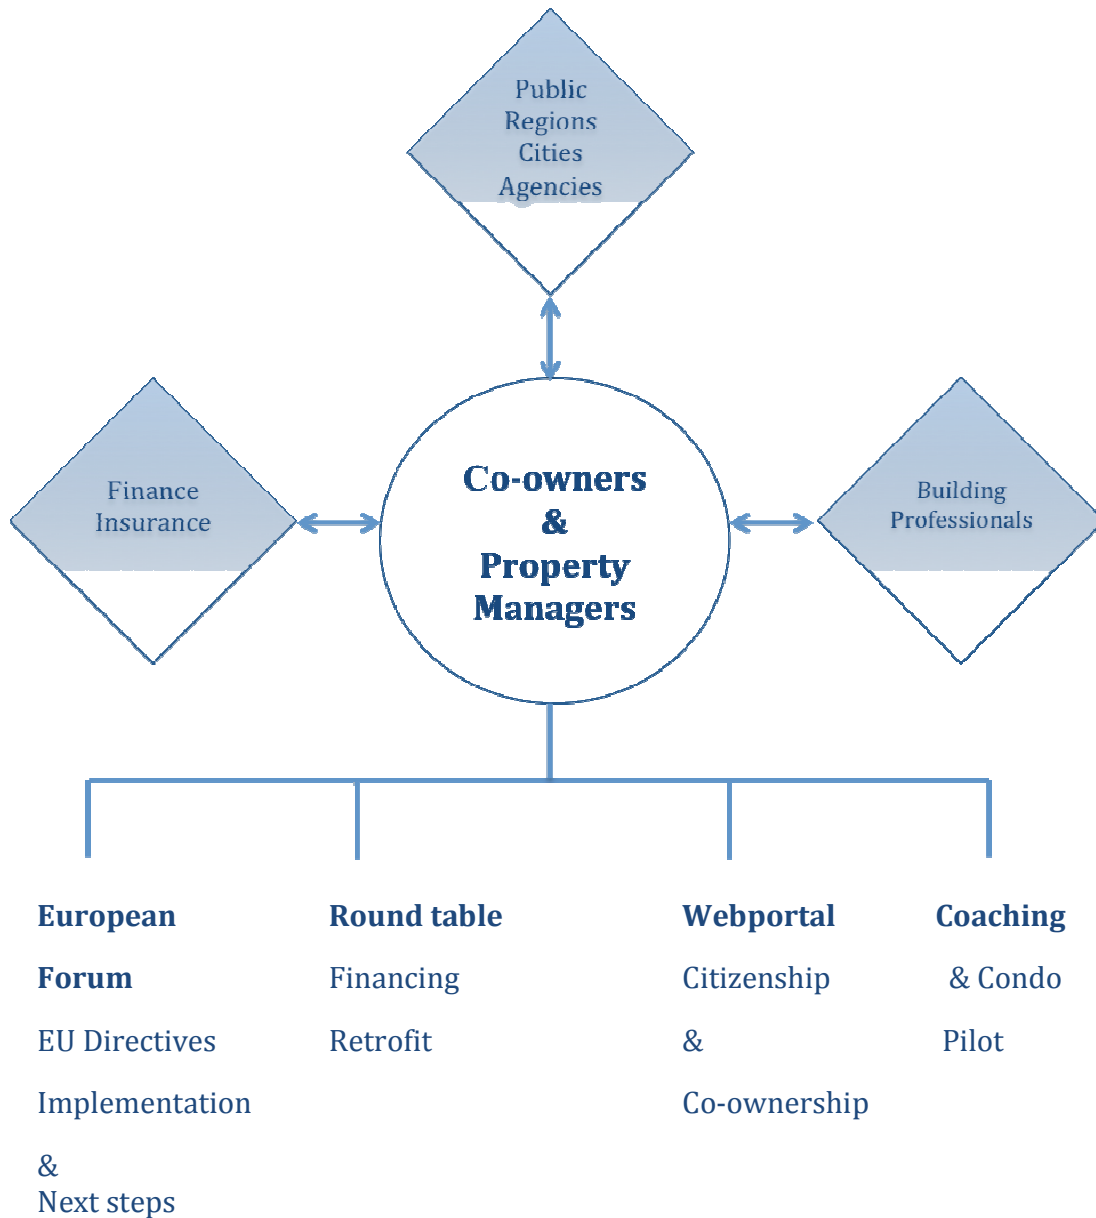 Public
Regions
Cities
Agencies
Finance
Insurance
Co-owners
&
Property
Managers
Building
Professionals
European
Forum
EU Directives
Implementation
&
Next steps
Round table
Financing
Retrofit
Webportal
Citizenship
&
Co-ownership
Coaching
& Condo
Pilot